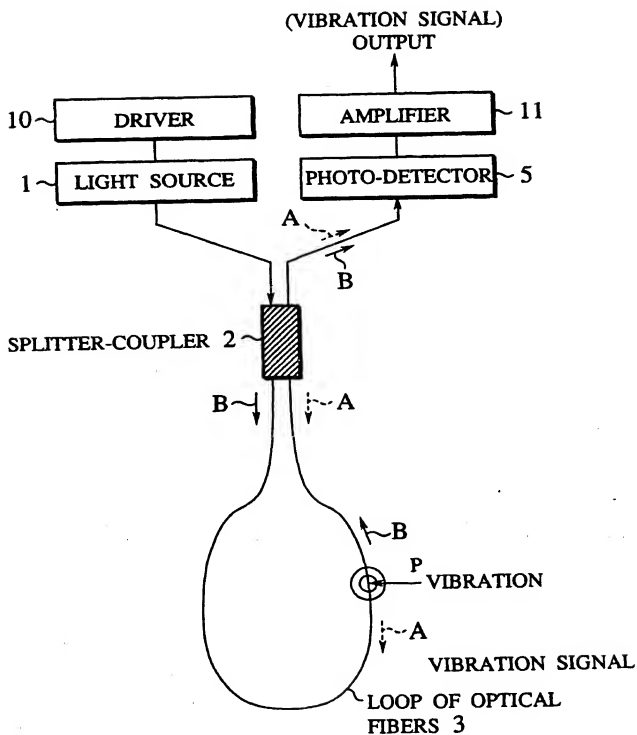 (VIBRATION SIGNAL)
OUTPUT
10
DRIVER
AMPLIFIER
11
1
LIGHT SOURCE
PHOTO-DETECTOR
5
A
B
SPLITTER-COUPLER 2
B
A
B
P
VIBRATION
A
VIBRATION SIGNAL
LOOP OF OPTICAL
FIBERS 3